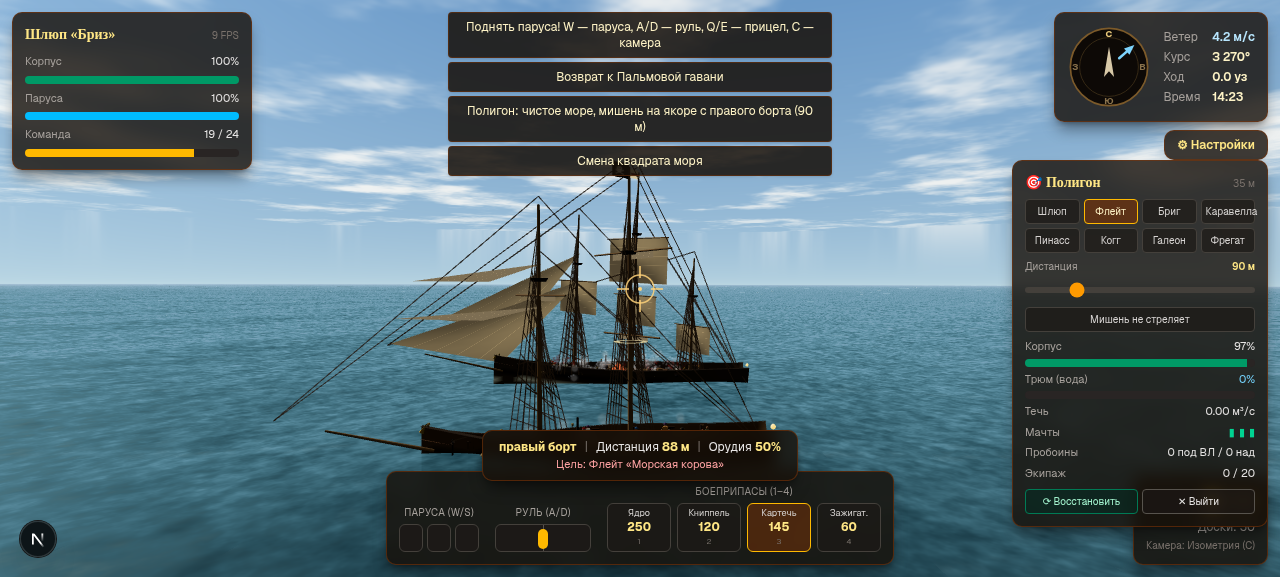 Шлюп «Бриз»
9 FPS
Корпус
100%
Паруса
100%
Команда
19 / 24
Поднять паруса! W — паруса, A/D — руль, Q/E — прицел, C —
камера
Возврат к Пальмовой гавани
Полигон: чистое море, мишень на якоре с правого борта (90
м)
Смена квадрата моря
С
З
В
Ю
Ветер
4.2 м/с
Курс
З 270°
Ход
0.0 уз
Время
14:23
⚙ Настройки
🎯 Полигон
35 м
Шлюп
Флейт
Бриг
Каравелла
Пинасс
Когг
Галеон
Фрегат
Дистанция
90 м
Мишень не стреляет
Корпус
97%
Трюм (вода)
0%
Течь
0.00 м³/с
Мачты
Пробоины
0 под ВЛ / 0 над
Экипаж
0 / 20
⟳ Восстановить
✕ Выйти
Камера: Изометрия (C)
правый борт | Дистанция 88 м | Орудия 50%
Цель: Флейт «Морская корова»
БОЕПРИПАСЫ (1–4)
ПАРУСА (W/S)
РУЛЬ (A/D)
Ядро
250
1
Книппель
120
2
Картечь
145
3
Зажигат.
60
4
N